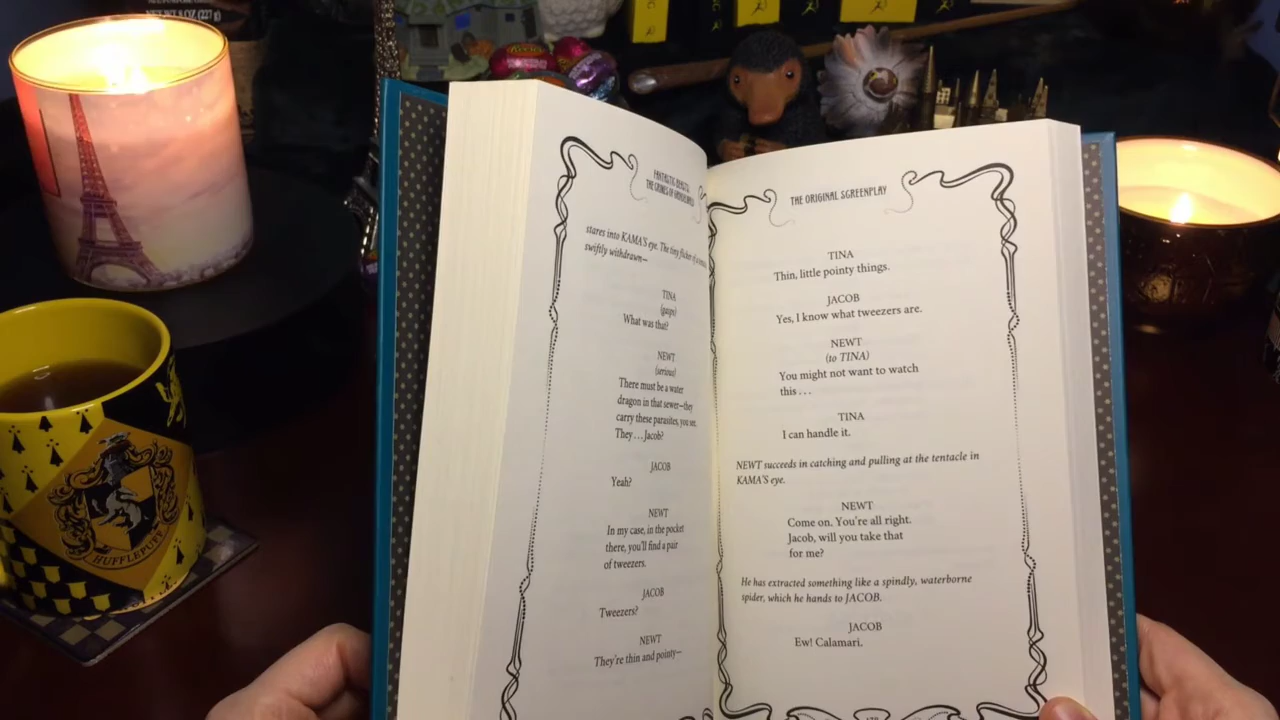 NET WT 8 OZ (227 g)
HUFFLEPUFF
FANTASTIC BEASTS:
THE CRIMES OF GRINDELWALD
stares into KAMA'S eye. The tiny flicker of a
swiftly withdrawn—
TINA
(gasps)
What was that?
NEWT
(serious)
There must be a water
dragon in that sewer—they
carry these parasites, you see.
They . . . Jacob?
JACOB
Yeah?
NEWT
In my case, in the pocket
there, you'll find a pair
of tweezers.
JACOB
Tweezers?
NEWT
They're thin and pointy—
THE ORIGINAL SCREENPLAY
TINA
Thin, little pointy things.
JACOB
Yes, I know what tweezers are.
NEWT
(to TINA)
You might not want to watch
this . . .
TINA
I can handle it.
NEWT succeeds in catching and pulling at the tentacle in
KAMA'S eye.
NEWT
Come on. You're all right.
Jacob, will you take that
for me?
He has extracted something like a spindly, waterborne
spider, which he hands to JACOB.
JACOB
Ew! Calamari.